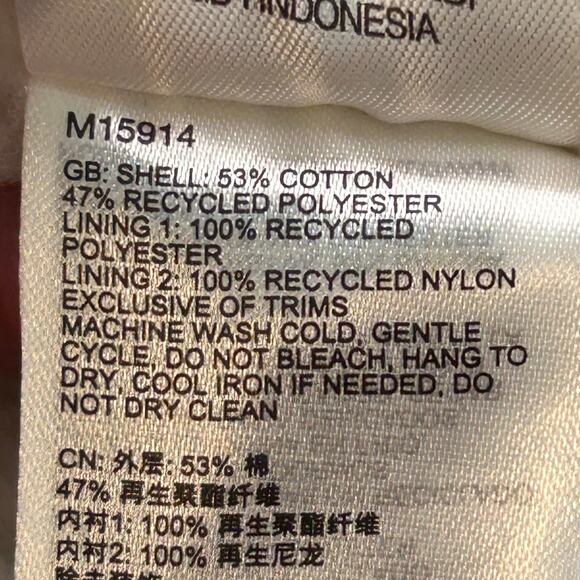 INDONESIA
M15914
GB: SHELL: 53% COTTON
47% RECYCLED POLYESTER
LINING 1: 100% RECYCLED
POLYESTER
LINING 2: 100% RECYCLED NYLON
EXCLUSIVE OF TRIMS
MACHINE WASH COLD, GENTLE
CYCLE, DO NOT BLEACH, HANG TO
DRY, COOL IRON IF NEEDED, DO
NOT DRY CLEAN
CN: 外层: 53% 棉
47% 再生聚酯纤维
内衬1: 100% 再生聚酯纤维
内衬2: 100% 再生尼龙